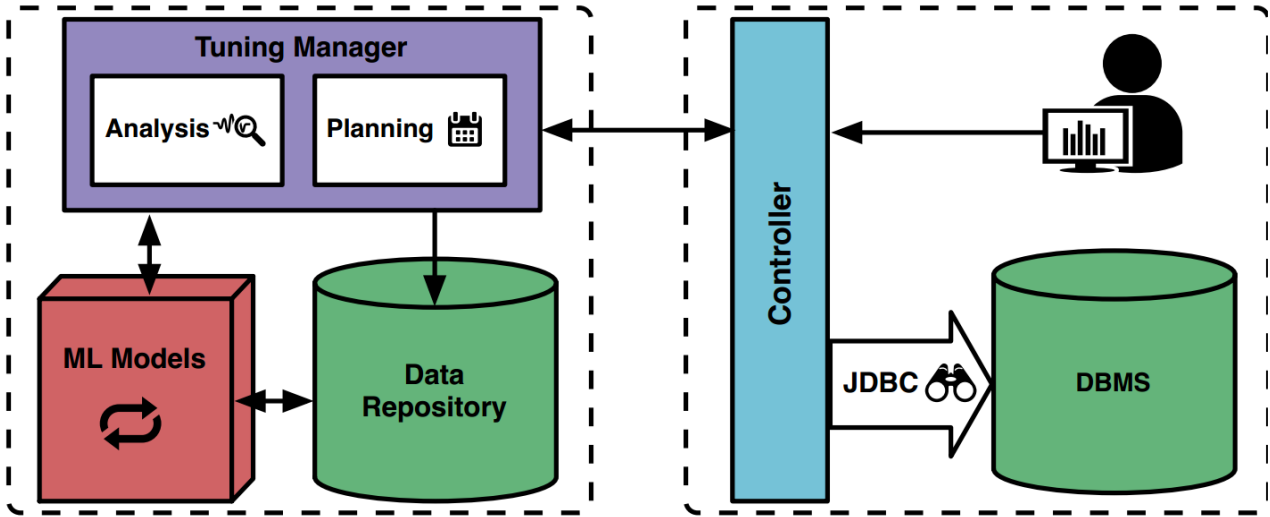 Tuning Manager
Analysis
Planning
ML Models
Data
Repository
Controller
JDBC
DBMS